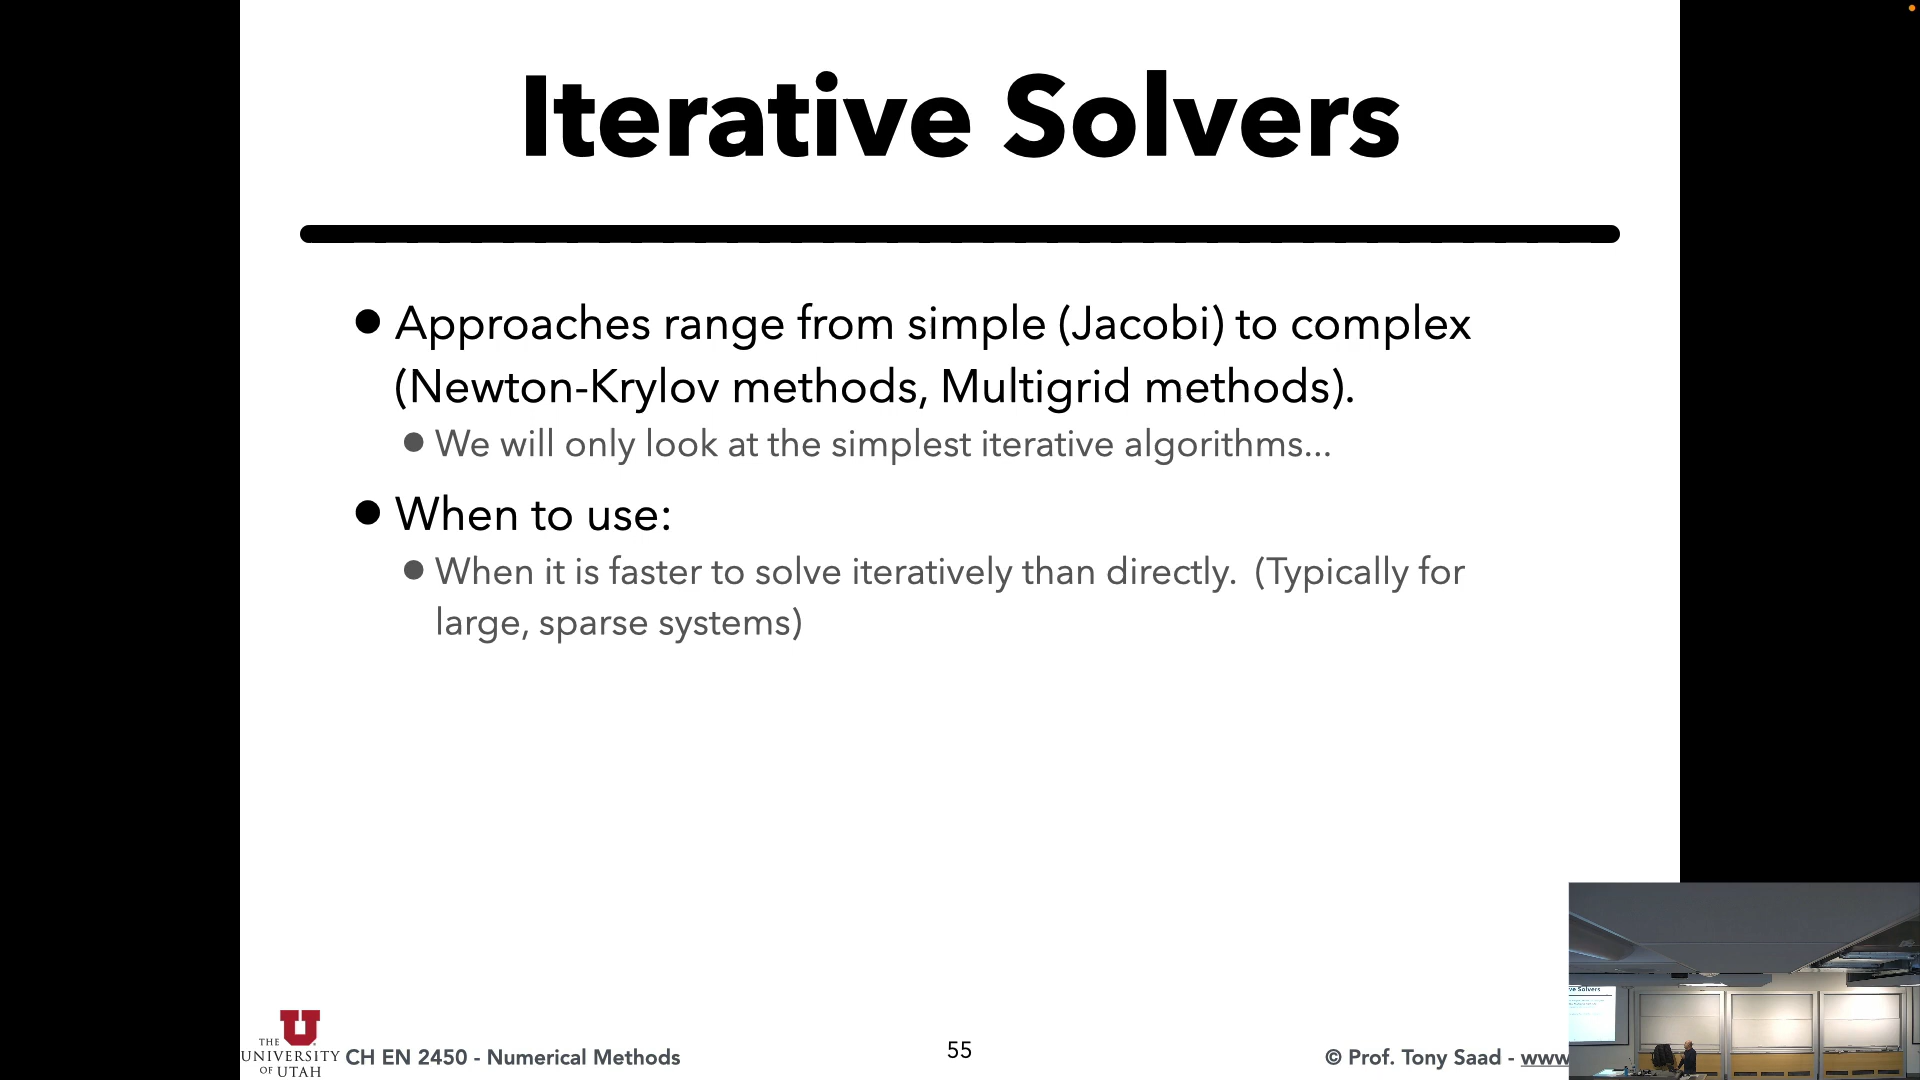 Iterative Solvers
● Approaches range from simple (Jacobi) to complex
(Newton-Krylov methods, Multigrid methods).
● We will only look at the simplest iterative algorithms...
● When to use:
● When it is faster to solve iteratively than directly.  (Typically for
large, sparse systems)
THE
UNIVERSITY
OF UTAH
CH EN 2450 - Numerical Methods
55
© Prof. Tony Saad - www
ve Solvers